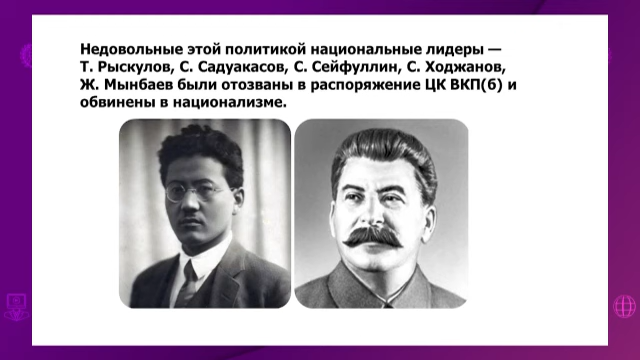 Недовольные этой политикой национальные лидеры —
Т. Рыскулов, С. Садуакасов, С. Сейфуллин, С. Ходжанов,
Ж. Мынбаев были отозваны в распоряжение ЦК ВКП(б) и
обвинены в национализме.